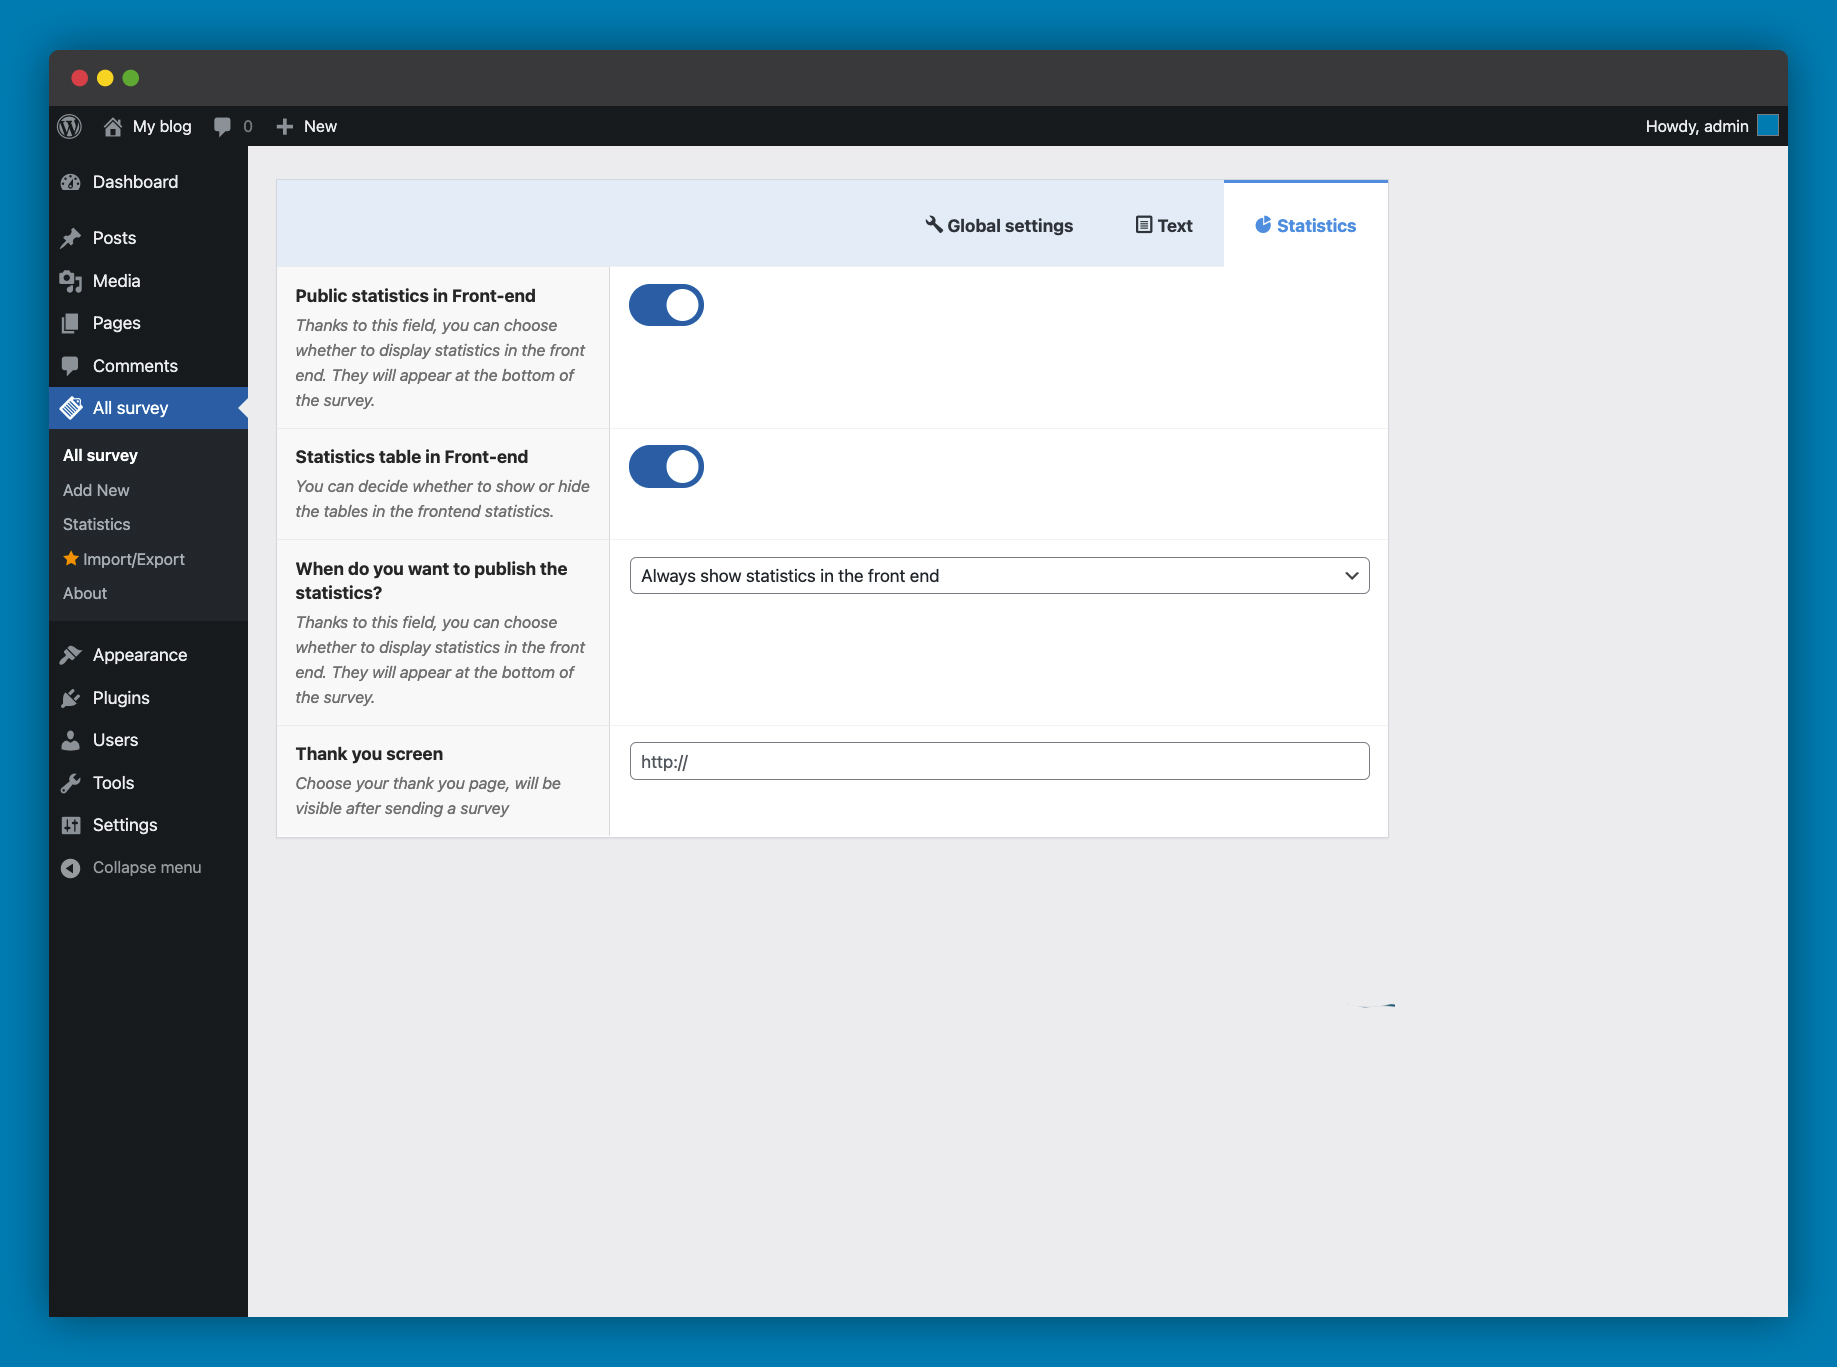 My blog
0
New
Howdy, admin
Dashboard
Posts
Media
Pages
Comments
All survey
All survey
Add New
Statistics
Import/Export
About
Appearance
Plugins
Users
Tools
Settings
Collapse menu
Global settings
Text
Statistics
Public statistics in Front-end
Thanks to this field, you can choose
whether to display statistics in the front
end. They will appear at the bottom of
the survey.
Statistics table in Front-end
You can decide whether to show or hide
the tables in the frontend statistics.
When do you want to publish the
statistics?
Thanks to this field, you can choose
whether to display statistics in the front
end. They will appear at the bottom of
the survey.
Always show statistics in the front end
Thank you screen
Choose your thank you page, will be
visible after sending a survey
http://